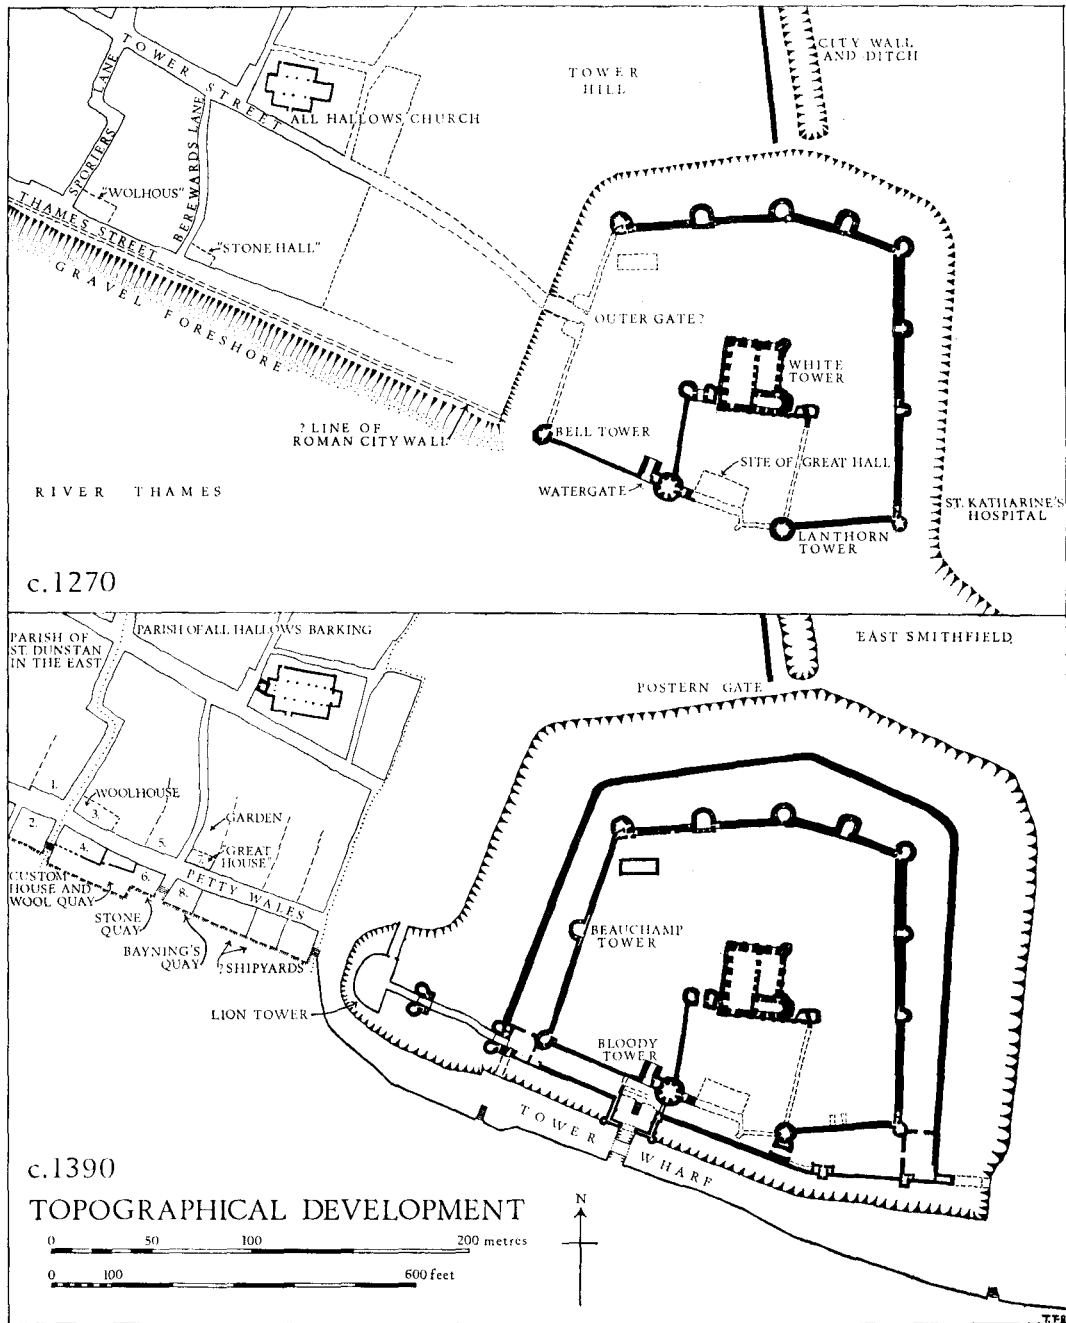 TOWER STREET
SPORIERS LANE
BEREWARDS LANE
ALL HALLOWS CHURCH
TOWER
HILL
CITY WALL
AND DITCH
"WOLHOUS"
THAMES STREET
"STONE HALL"
GRAVEL FORESHORE
OUTER GATE?
WHITE
TOWER
? LINE OF
ROMAN CITY WALL
BELL TOWER
SITE OF GREAT HALL
WATERGATE
RIVER THAMES
LANTHORN
TOWER
ST. KATHARINE'S
HOSPITAL
c.1270
PARISH OF
ST. DUNSTAN
IN THE EAST
PARISH OF ALL HALLOWS BARKING
EAST SMITHFIELD
POSTERN GATE
1.
WOOLHOUSE
2.
3.
4.
5.
6.
7.
8.
GARDEN
"GREAT
HOUSE"
PETTY WALES
CUSTOM
HOUSE AND
WOOL QUAY
STONE
QUAY
BAYNING'S
QUAY
? SHIPYARDS
BEAUCHAMP
TOWER
LION TOWER
BLOODY
TOWER
TOWER WHARF
c.1390
TOPOGRAPHICAL DEVELOPMENT
N
0 50 100 200 metres
0 100 600 feet